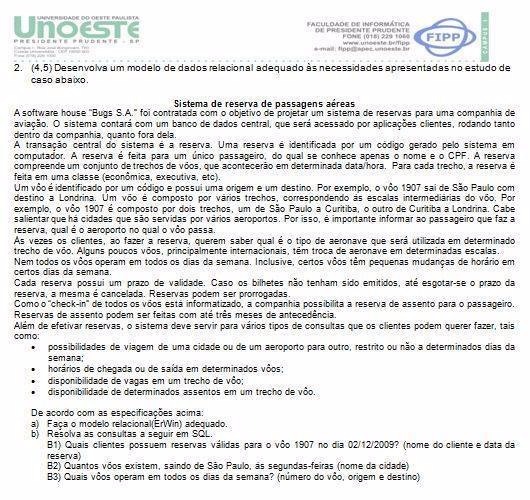 UNIVERSIDADE DO OESTE PAULISTA
UNOESTE
PRESIDENTE PRUDENTE - SP
FACULDADE DE INFORMÁTICA
DE PRESIDENTE PRUDENTE
FONE (018) 229 1060
www.unoeste.br/fipp
e-mail: fipp@apec.unoeste.br
FIPP
CAMPUS I
2. (4,5) Desenvolva um modelo de dados relacional adequado às necessidades apresentadas no estudo de
caso abaixo.
Sistema de reserva de passagens aéreas
A software house "Bugs S.A." foi contratada com o objetivo de projetar um sistema de reservas para uma companhia de
aviação. O sistema contará com um banco de dados central, que será acessado por aplicações clientes, rodando tanto
dentro da companhia, quanto fora dela.
A transação central do sistema é a reserva. Uma reserva é identificada por um código gerado pelo sistema em
computador. A reserva é feita para um único passageiro, do qual se conhece apenas o nome e o CPF. A reserva
compreende um conjunto de trechos de vôos, que acontecerão em determinada data/hora. Para cada trecho, a reserva é
feita em uma classe (econômica, executiva, etc).
Um vôo é identificado por um código e possui uma origem e um destino. Por exemplo, o vôo 1907 sai de São Paulo com
destino a Londrina. Um vôo é composto por vários trechos, correspondendo às escalas intermediárias do vôo. Por
exemplo, o vôo 1907 é composto por dois trechos, um de São Paulo a Curitiba, o outro de Curitiba a Londrina. Cabe
salientar que há cidades que são servidas por vários aeroportos. Por isso, é importante informar ao passageiro que faz a
reserva, qual é o aeroporto no qual o vôo passa.
Às vezes os clientes, ao fazer a reserva, querem saber qual é o tipo de aeronave que será utilizada em determinado
trecho de vôo. Alguns poucos vôos, principalmente internacionais, têm troca de aeronave em determinadas escalas.
Nem todos os vôos operam em todos os dias da semana. Inclusive, certos vôos têm pequenas mudanças de horário em
certos dias da semana.
Cada reserva possui um prazo de validade. Caso os bilhetes não tenham sido emitidos, até esgotar-se o prazo da
reserva, a mesma é cancelada. Reservas podem ser prorrogadas.
Como o "check-in" de todos os vôos está informatizado, a companhia possibilita a reserva de assento para o passageiro.
Reservas de assento podem ser feitas com até três meses de antecedência.
Além de efetivar reservas, o sistema deve servir para vários tipos de consultas que os clientes podem querer fazer, tais
como:
• possibilidades de viagem de uma cidade ou de um aeroporto para outro, restrito ou não a determinados dias da
semana;
• horários de chegada ou de saída em determinados vôos;
• disponibilidade de vagas em um trecho de vôo;
• disponibilidade de determinados assentos em um trecho de vôo.
De acordo com as especificações acima:
a) Faça o modelo relacional(ErWin) adequado.
b) Resolva as consultas a seguir em SQL.
B1) Quais clientes possuem reservas válidas para o vôo 1907 no dia 02/12/2009? (nome do cliente e data da
reserva)
B2) Quantos vôos existem, saindo de São Paulo, às segundas-feiras (nome da cidade)
B3) Quais vôos operam em todos os dias da semana? (número do vôo, origem e destino)